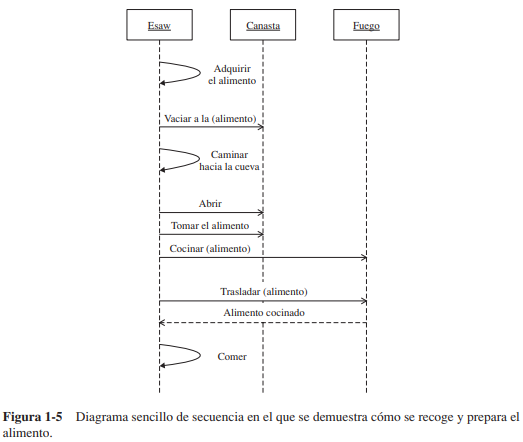 Esaw
Canasta
Fuego
Adquirir
el alimento
Vaciar a la (alimento)
Caminar
hacia la cueva
Abrir
Tomar el alimento
Cocinar (alimento)
Trasladar (alimento)
Alimento cocinado
Comer
Figura 1-5 Diagrama sencillo de secuencia en el que se demuestra cómo se recoge y prepara el
alimento.